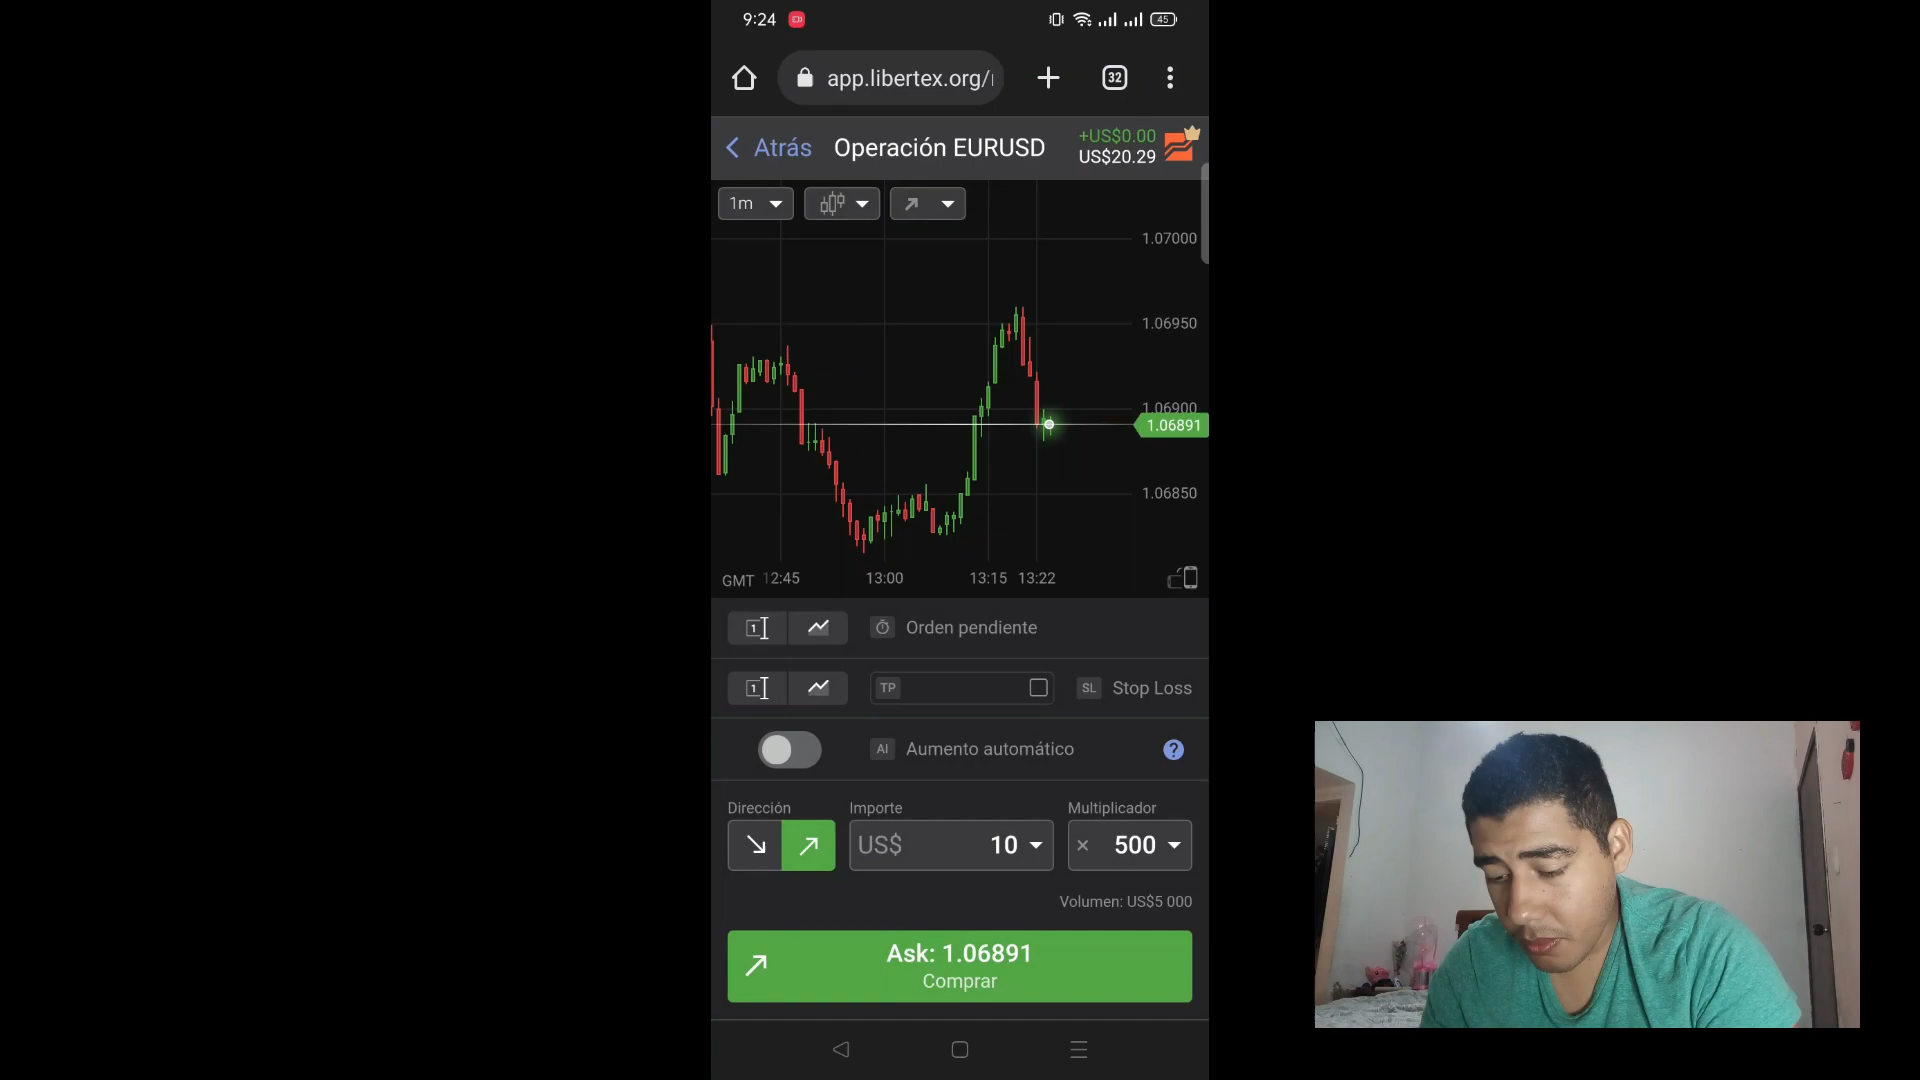 9:24
45
app.libertex.org/
32
Atrás
Operación EURUSD
+US$0.00
US$20.29
1m
1.07000
1.06950
1.06900
1.06891
1.06850
GMT
12:45
13:00
13:15
13:22
1
Orden pendiente
1
TP
SL
Stop Loss
AI
Aumento automático
?
Dirección
Importe
Multiplicador
US$
10
× 500
Volumen: US$5 000
Ask: 1.06891
Comprar